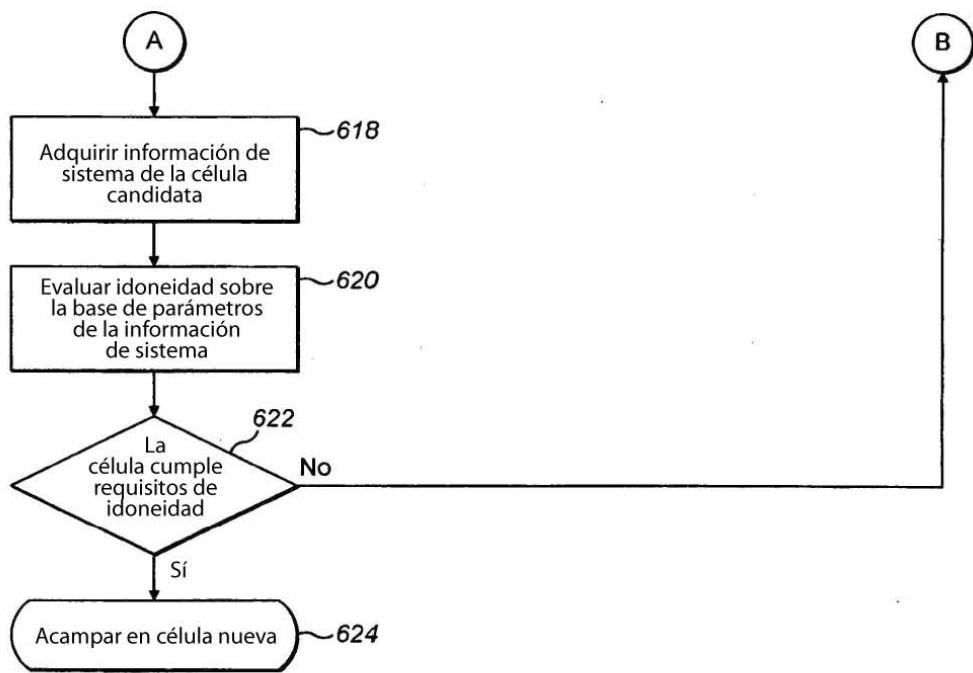 A
B
618
Adquirir información de
sistema de la célula
candidata
620
Evaluar idoneidad sobre
la base de parámetros
de la información
de sistema
622
La
célula cumple
requisitos de
idoneidad
No
Sí
Acampar en célula nueva
624